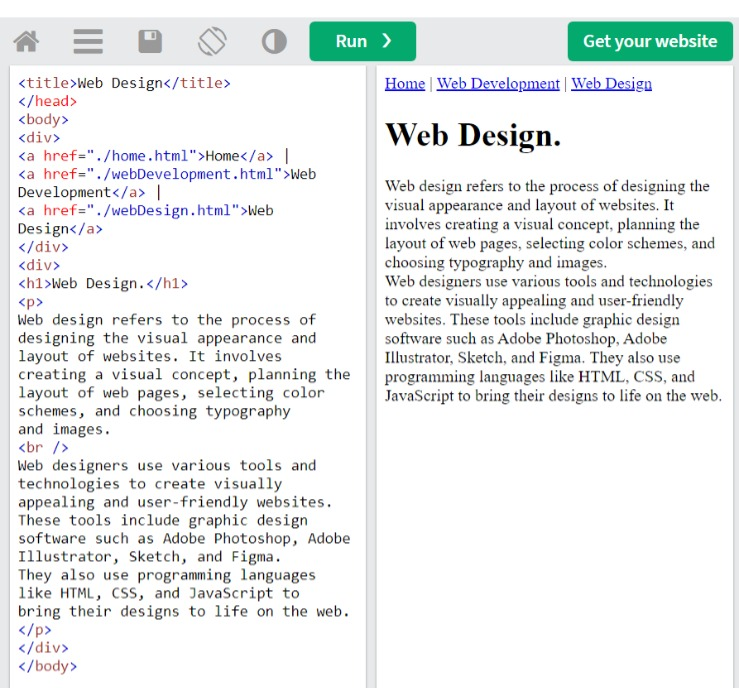 Run ❯
Get your website
<title>Web Design</title>
</head>
<body>
<div>
<a href="./home.html">Home</a> |
<a href="./webDevelopment.html">Web
Development</a> |
<a href="./webDesign.html">Web
Design</a>
</div>
<div>
<h1>Web Design.</h1>
<p>
Web design refers to the process of
designing the visual appearance and
layout of websites. It involves
creating a visual concept, planning the
layout of web pages, selecting color
schemes, and choosing typography
and images.
<br />
Web designers use various tools and
technologies to create visually
appealing and user-friendly websites.
These tools include graphic design
software such as Adobe Photoshop, Adobe
Illustrator, Sketch, and Figma.
They also use programming languages
like HTML, CSS, and JavaScript to
bring their designs to life on the web.
</p>
</div>
</body>
Home | Web Development | Web Design
Web Design.
Web design refers to the process of designing the
visual appearance and layout of websites. It
involves creating a visual concept, planning the
layout of web pages, selecting color schemes, and
choosing typography and images.
Web designers use various tools and technologies
to create visually appealing and user-friendly
websites. These tools include graphic design
software such as Adobe Photoshop, Adobe
Illustrator, Sketch, and Figma. They also use
programming languages like HTML, CSS, and
JavaScript to bring their designs to life on the web.